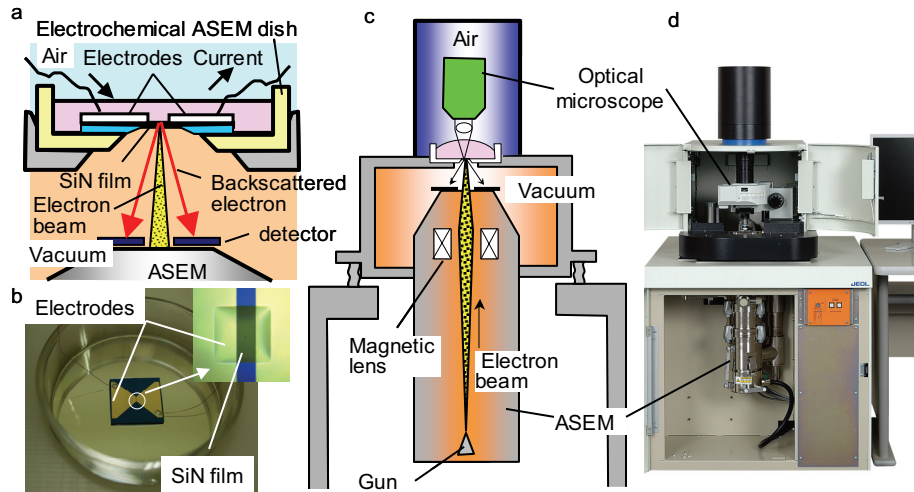 a
Electrochemical ASEM dish
Air
Electrodes
Current
SiN film
Backscattered
electron
Electron
beam
detector
Vacuum
ASEM
b
Electrodes
SiN film
c
Air
Optical
microscope
Vacuum
Magnetic
lens
Electron
beam
ASEM
Gun
d
JEOL